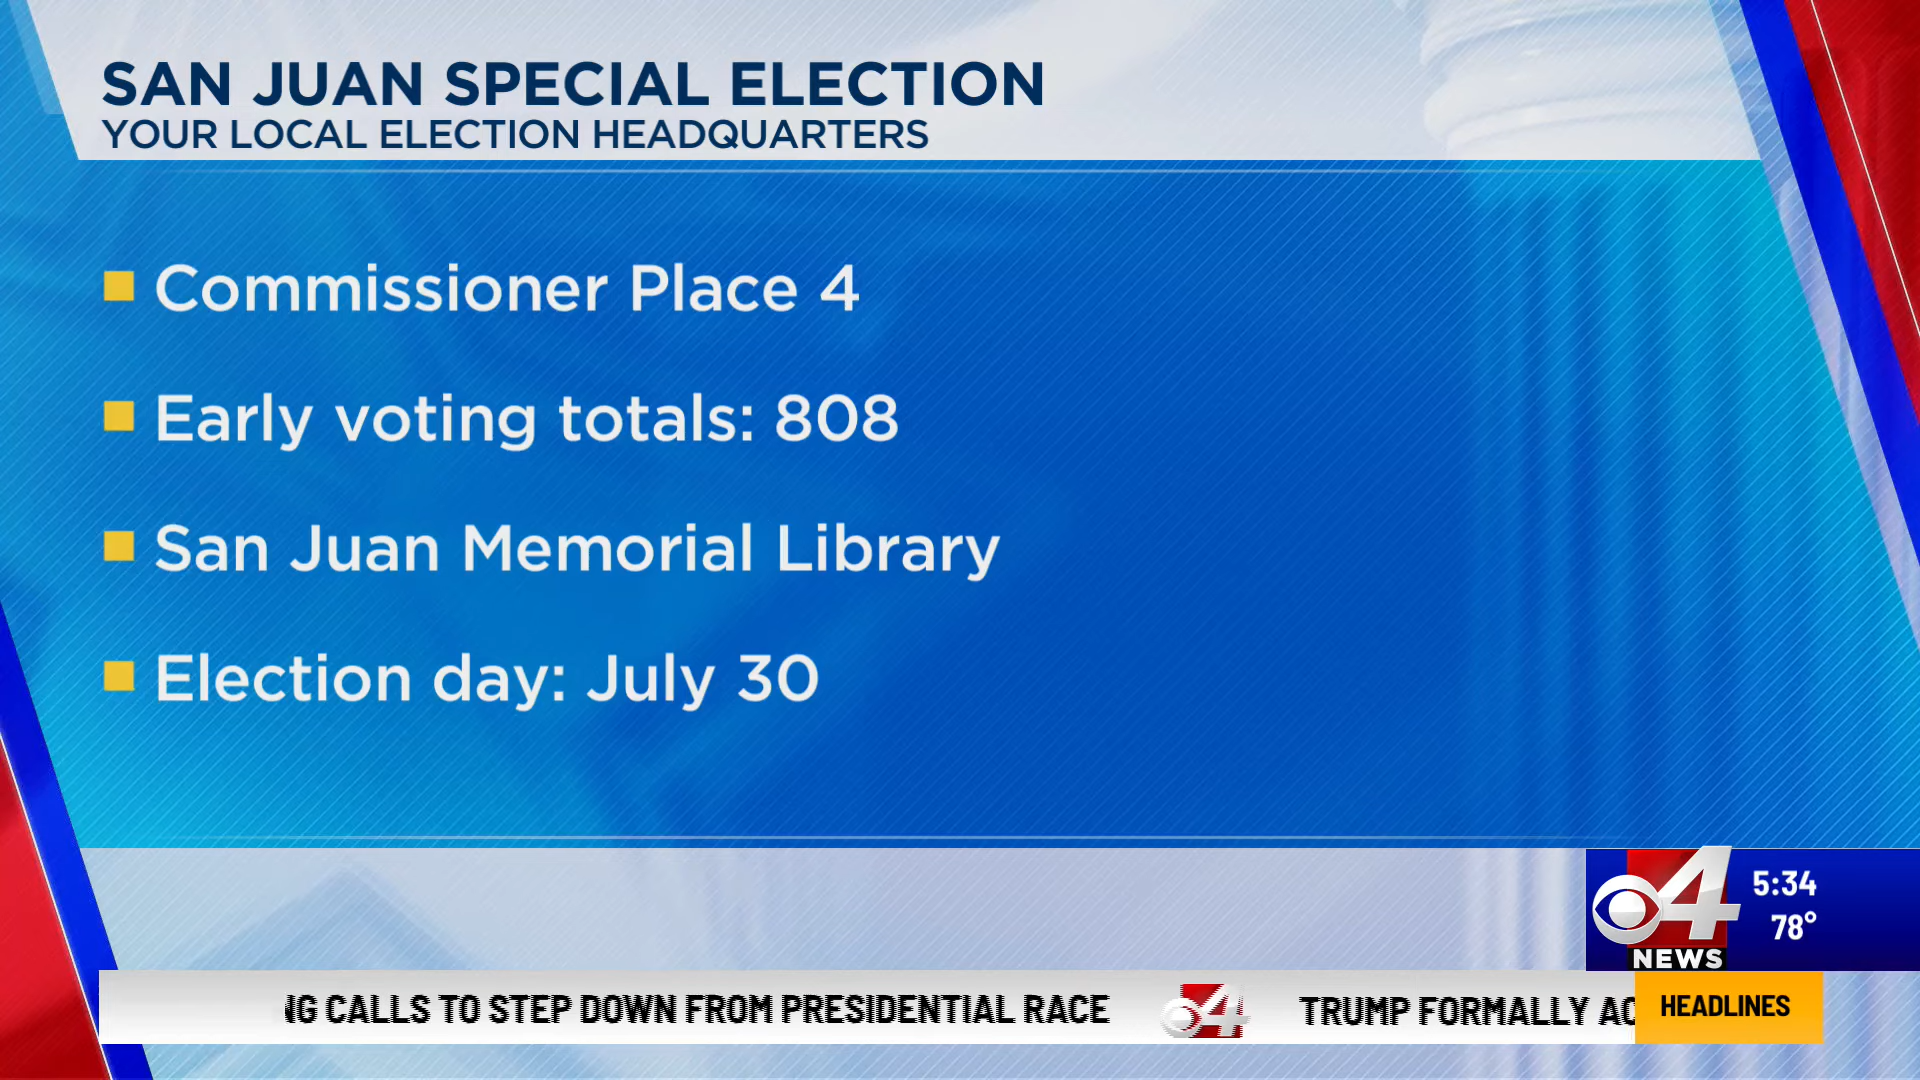 SAN JUAN SPECIAL ELECTION
YOUR LOCAL ELECTION HEADQUARTERS
Commissioner Place 4
Early voting totals: 808
San Juan Memorial Library
Election day: July 30
4
5:34
78°
NEWS
CALLS TO STEP DOWN FROM PRESIDENTIAL RACE 4 TRUMP FORMALLY
HEADLINES